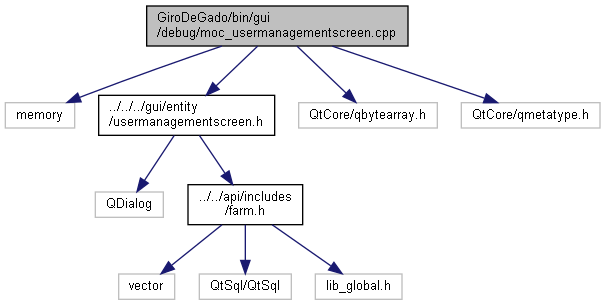 GiroDeGado/bin/gui
/debug/moc_usermanagementscreen.cpp
memory
../../../gui/entity
/usermanagementscreen.h
QtCore/qbytearray.h
QtCore/qmetatype.h
QDialog
../../api/includes
/farm.h
vector
QtSql/QtSql
lib_global.h